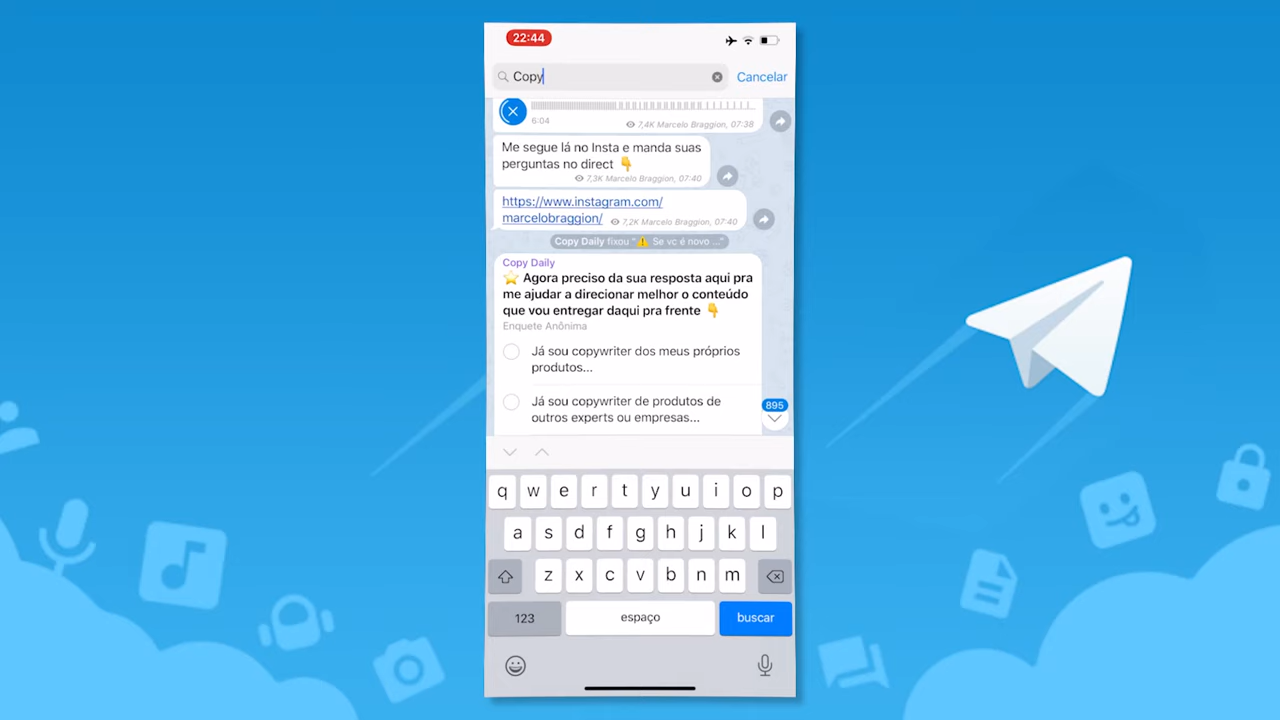 22:44
Copy
Cancelar
6:04
7,4K Marcelo Braggion, 07:38
Me segue lá no Insta e manda suas
perguntas no direct 👇
7,3K Marcelo Braggion, 07:40
https://www.instagram.com/
marcelobraggion/
7,2K Marcelo Braggion, 07:40
Copy Daily fixou "⚠️ Se vc é novo ..."
Copy Daily
⭐ Agora preciso da sua resposta aqui pra
me ajudar a direcionar melhor o conteúdo
que vou entregar daqui pra frente 👇
Enquete Anônima
Já sou copywriter dos meus próprios
produtos...
Já sou copywriter de produtos de
outros experts ou empresas...
895
q w e r t y u i o p
a s d f g h j k l
z x c v b n m
123 espaço buscar